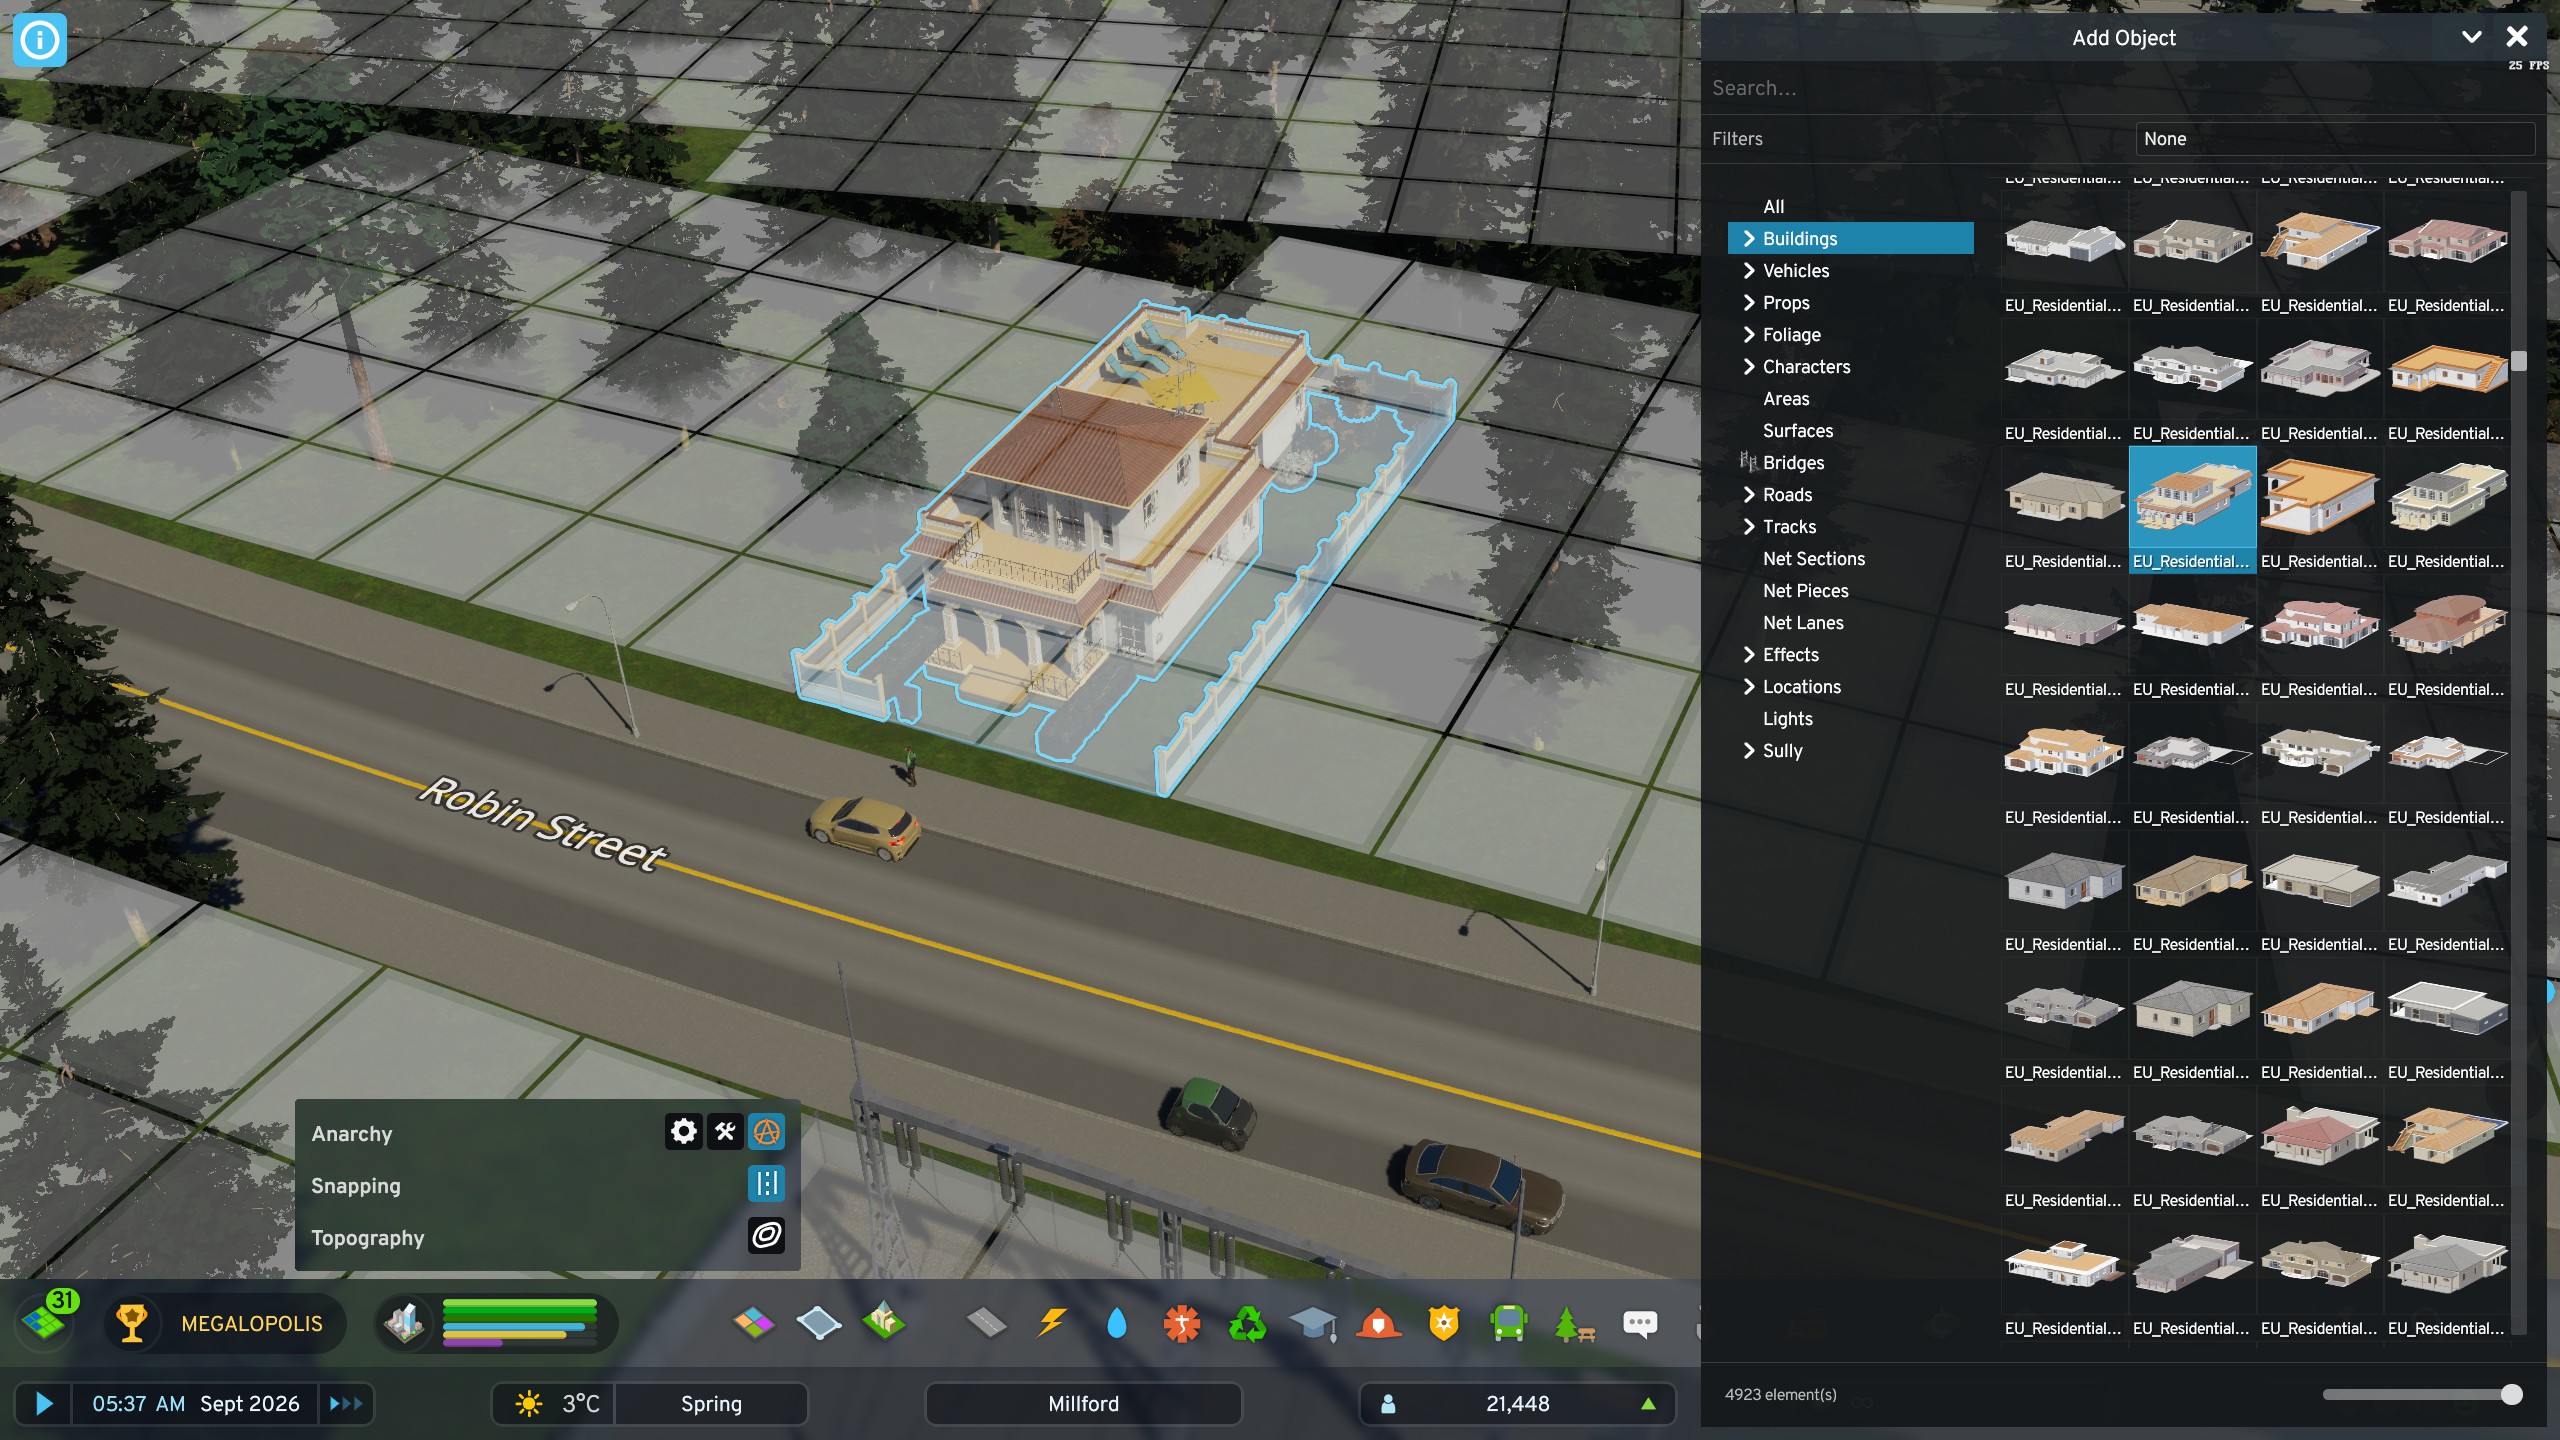 Add Object
25 FPS
Search...
Filters
None
EU_Residential... EU_Residential... EU_Residential... EU_Residential...
All
Buildings
Vehicles
Props
Foliage
Characters
Areas
Surfaces
Bridges
Roads
Tracks
Net Sections
Net Pieces
Net Lanes
Effects
Locations
Lights
Sully
EU_Residential... EU_Residential... EU_Residential... EU_Residential...
EU_Residential... EU_Residential... EU_Residential... EU_Residential...
EU_Residential... EU_Residential... EU_Residential... EU_Residential...
EU_Residential... EU_Residential... EU_Residential... EU_Residential...
EU_Residential... EU_Residential... EU_Residential... EU_Residential...
EU_Residential... EU_Residential... EU_Residential... EU_Residential...
EU_Residential... EU_Residential... EU_Residential... EU_Residential...
EU_Residential... EU_Residential... EU_Residential... EU_Residential...
EU_Residential... EU_Residential... EU_Residential... EU_Residential...
4923 element(s)
Robin Street
Anarchy
Snapping
Topography
31
MEGALOPOLIS
05:37 AM Sept 2026
3°C
Spring
Millford
21,448